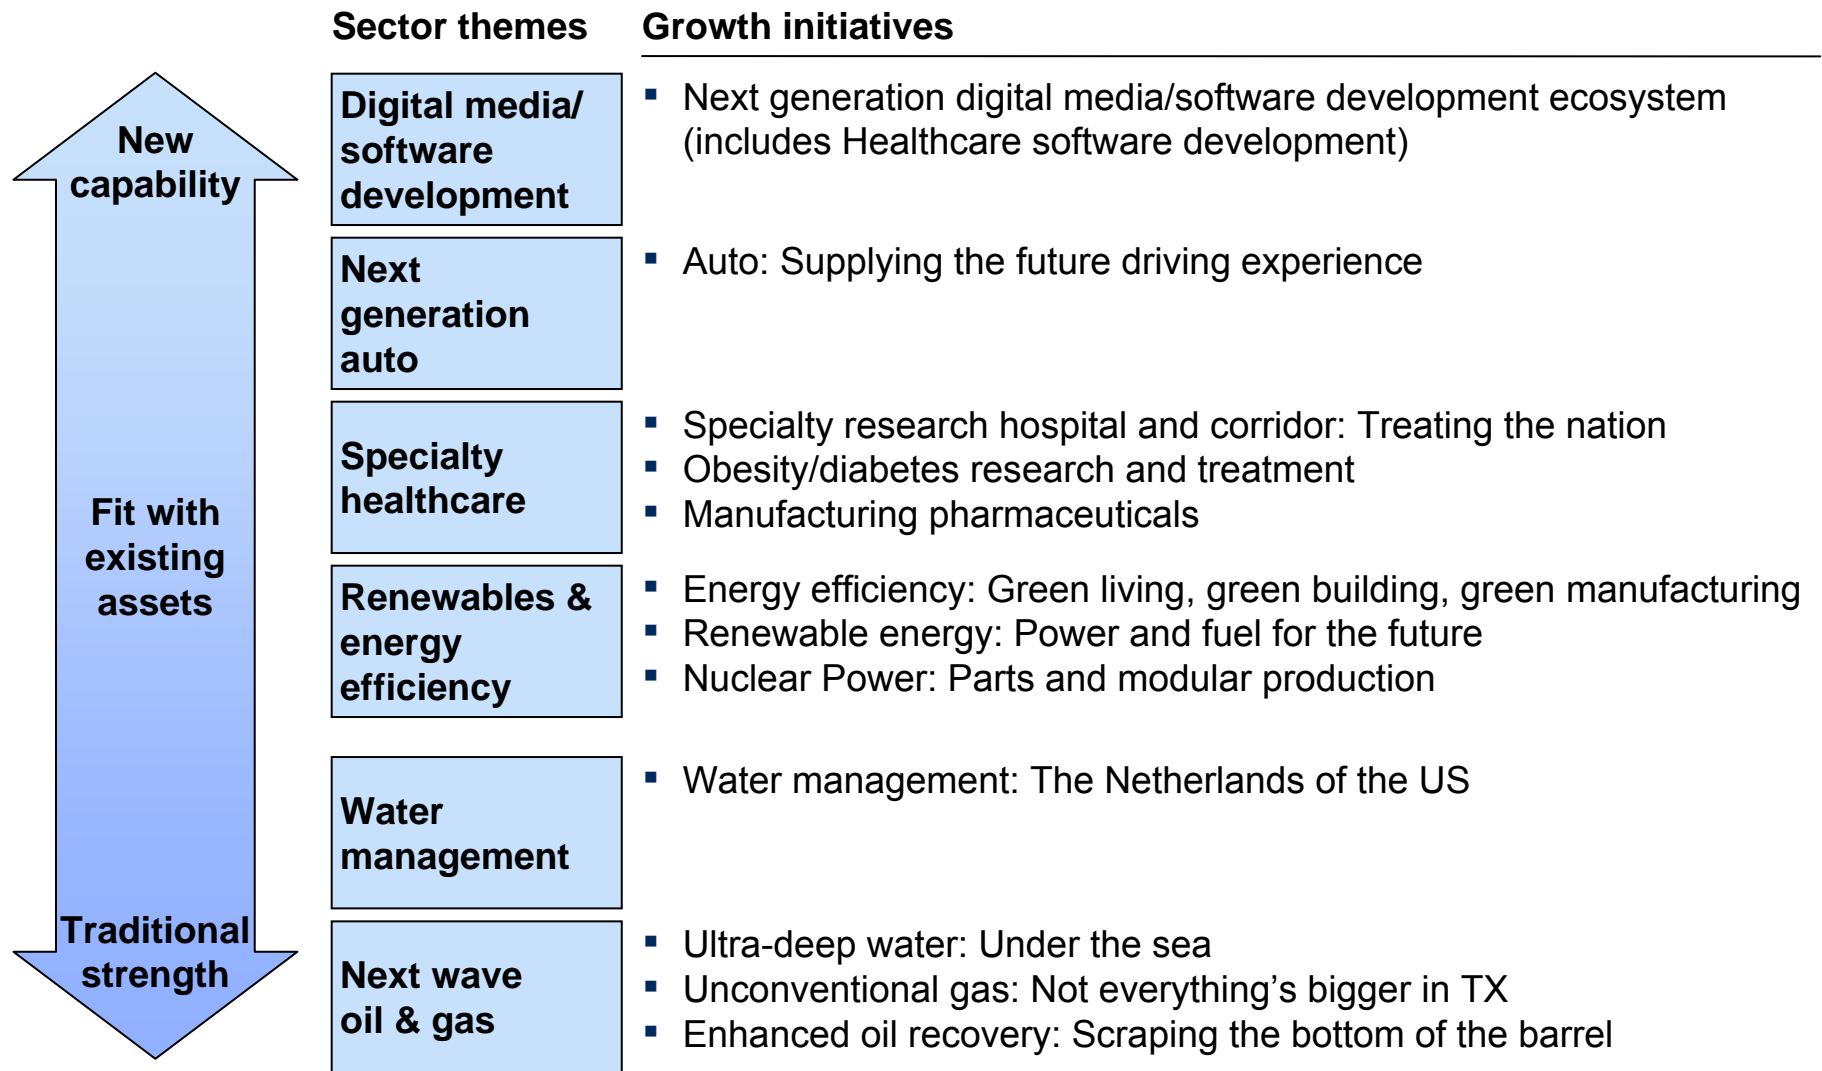 Sector themes
Growth initiatives
New
capability
Fit with
existing
assets
Traditional
strength
Digital media/
software
development
▪ Next generation digital media/software development ecosystem
(includes Healthcare software development)
Next
generation
auto
▪ Auto: Supplying the future driving experience
Specialty
healthcare
▪ Specialty research hospital and corridor: Treating the nation
▪ Obesity/diabetes research and treatment
▪ Manufacturing pharmaceuticals
Renewables &
energy
efficiency
▪ Energy efficiency: Green living, green building, green manufacturing
▪ Renewable energy: Power and fuel for the future
▪ Nuclear Power: Parts and modular production
Water
management
▪ Water management: The Netherlands of the US
Next wave
oil & gas
▪ Ultra-deep water: Under the sea
▪ Unconventional gas: Not everything’s bigger in TX
▪ Enhanced oil recovery: Scraping the bottom of the barrel